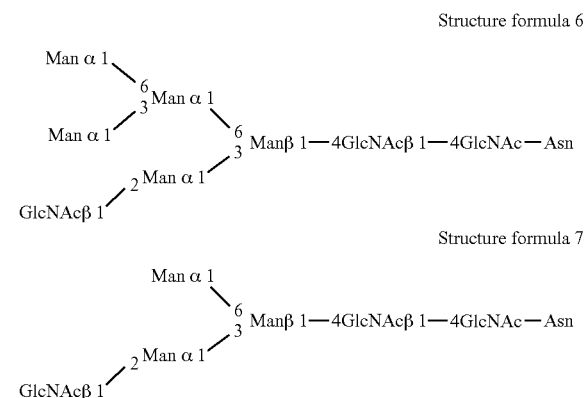 Structure formula 6
Man α 1
6 Man α 1
3
Man α 1
6 Manβ 1—4GlcNAcβ 1—4GlcNAc—Asn
3
2 Man α 1
GlcNAcβ 1
Structure formula 7
Man α 1
6 Manβ 1—4GlcNAcβ 1—4GlcNAc—Asn
3
2 Man α 1
GlcNAcβ 1